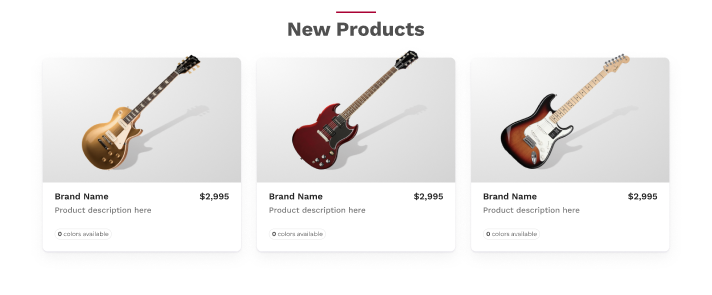 New Products
Brand Name $2,995
Product description here
0 colors available
Brand Name $2,995
Product description here
0 colors available
Brand Name $2,995
Product description here
0 colors available